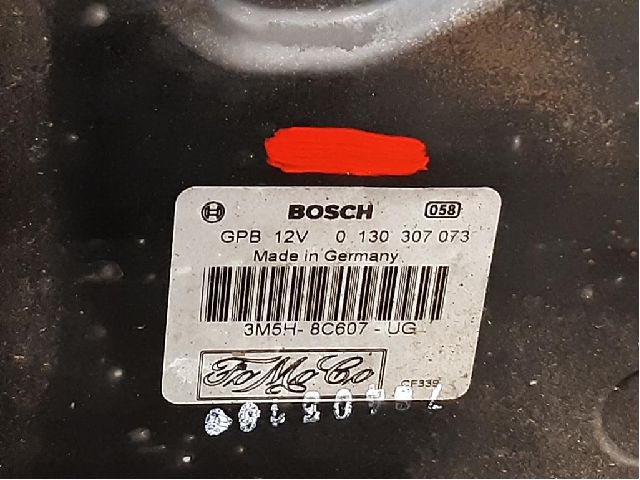 BOSCH 058
GPB 12V 0 130 307 073
Made in Germany
3M5H- 8C607 - UG
FoMoCo
CF339